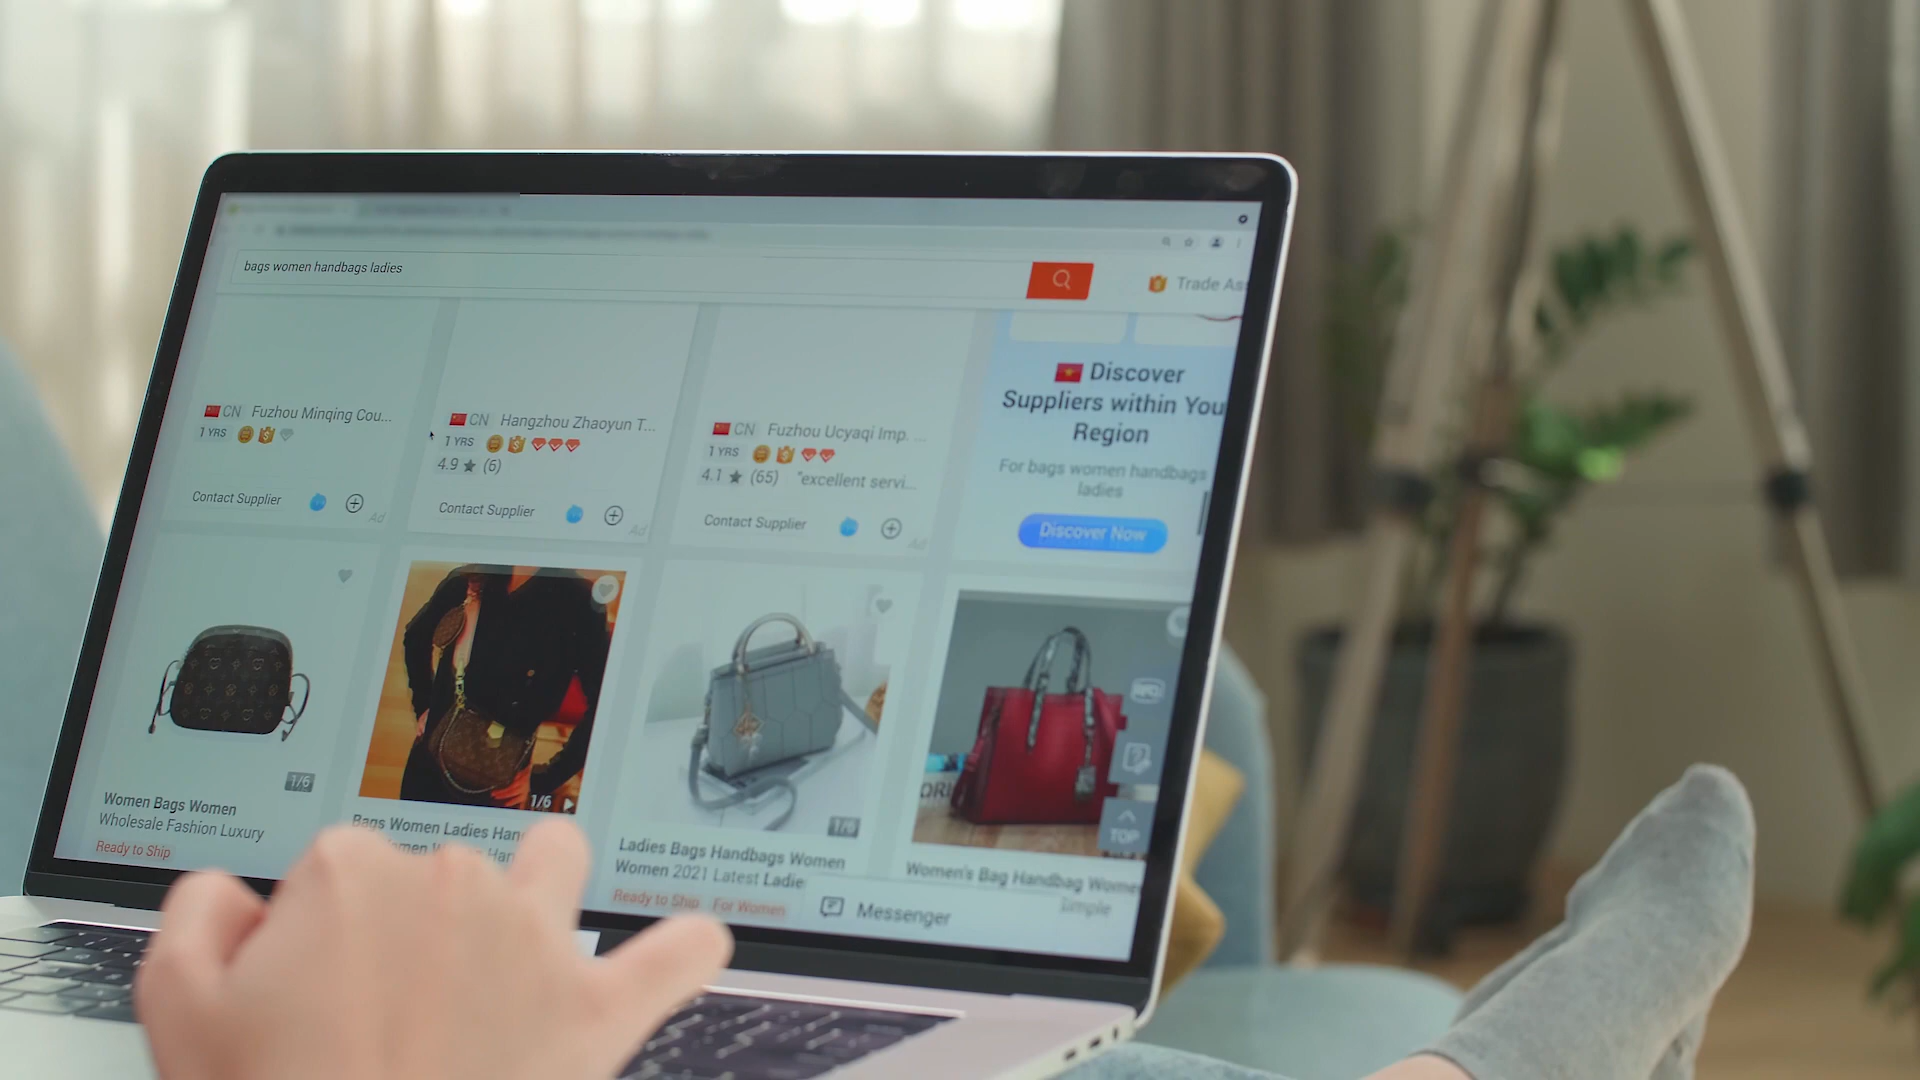 bags women handbags ladies
Trade As
CN Fuzhou Minqing Cou...
1 YRS
Contact Supplier
Ad
CN Hangzhou Zhaoyun T...
1 YRS
4.9 ★ (6)
Contact Supplier
Ad
CN Fuzhou Ucyaqi Imp. ...
1 YRS
4.1 ★ (65) "excellent servi...
Contact Supplier
Ad
Discover
Suppliers within You
Region
For bags women handbags
ladies
Discover Now
1/6
Women Bags Women
Wholesale Fashion Luxury
Ready to Ship
1/6
Bags Women Ladies Han
1/6
Ladies Bags Handbags Women
Women 2021 Latest Ladie
Ready to Ship For Women
TOP
Women's Bag Handbag Wome
Simple
Messenger